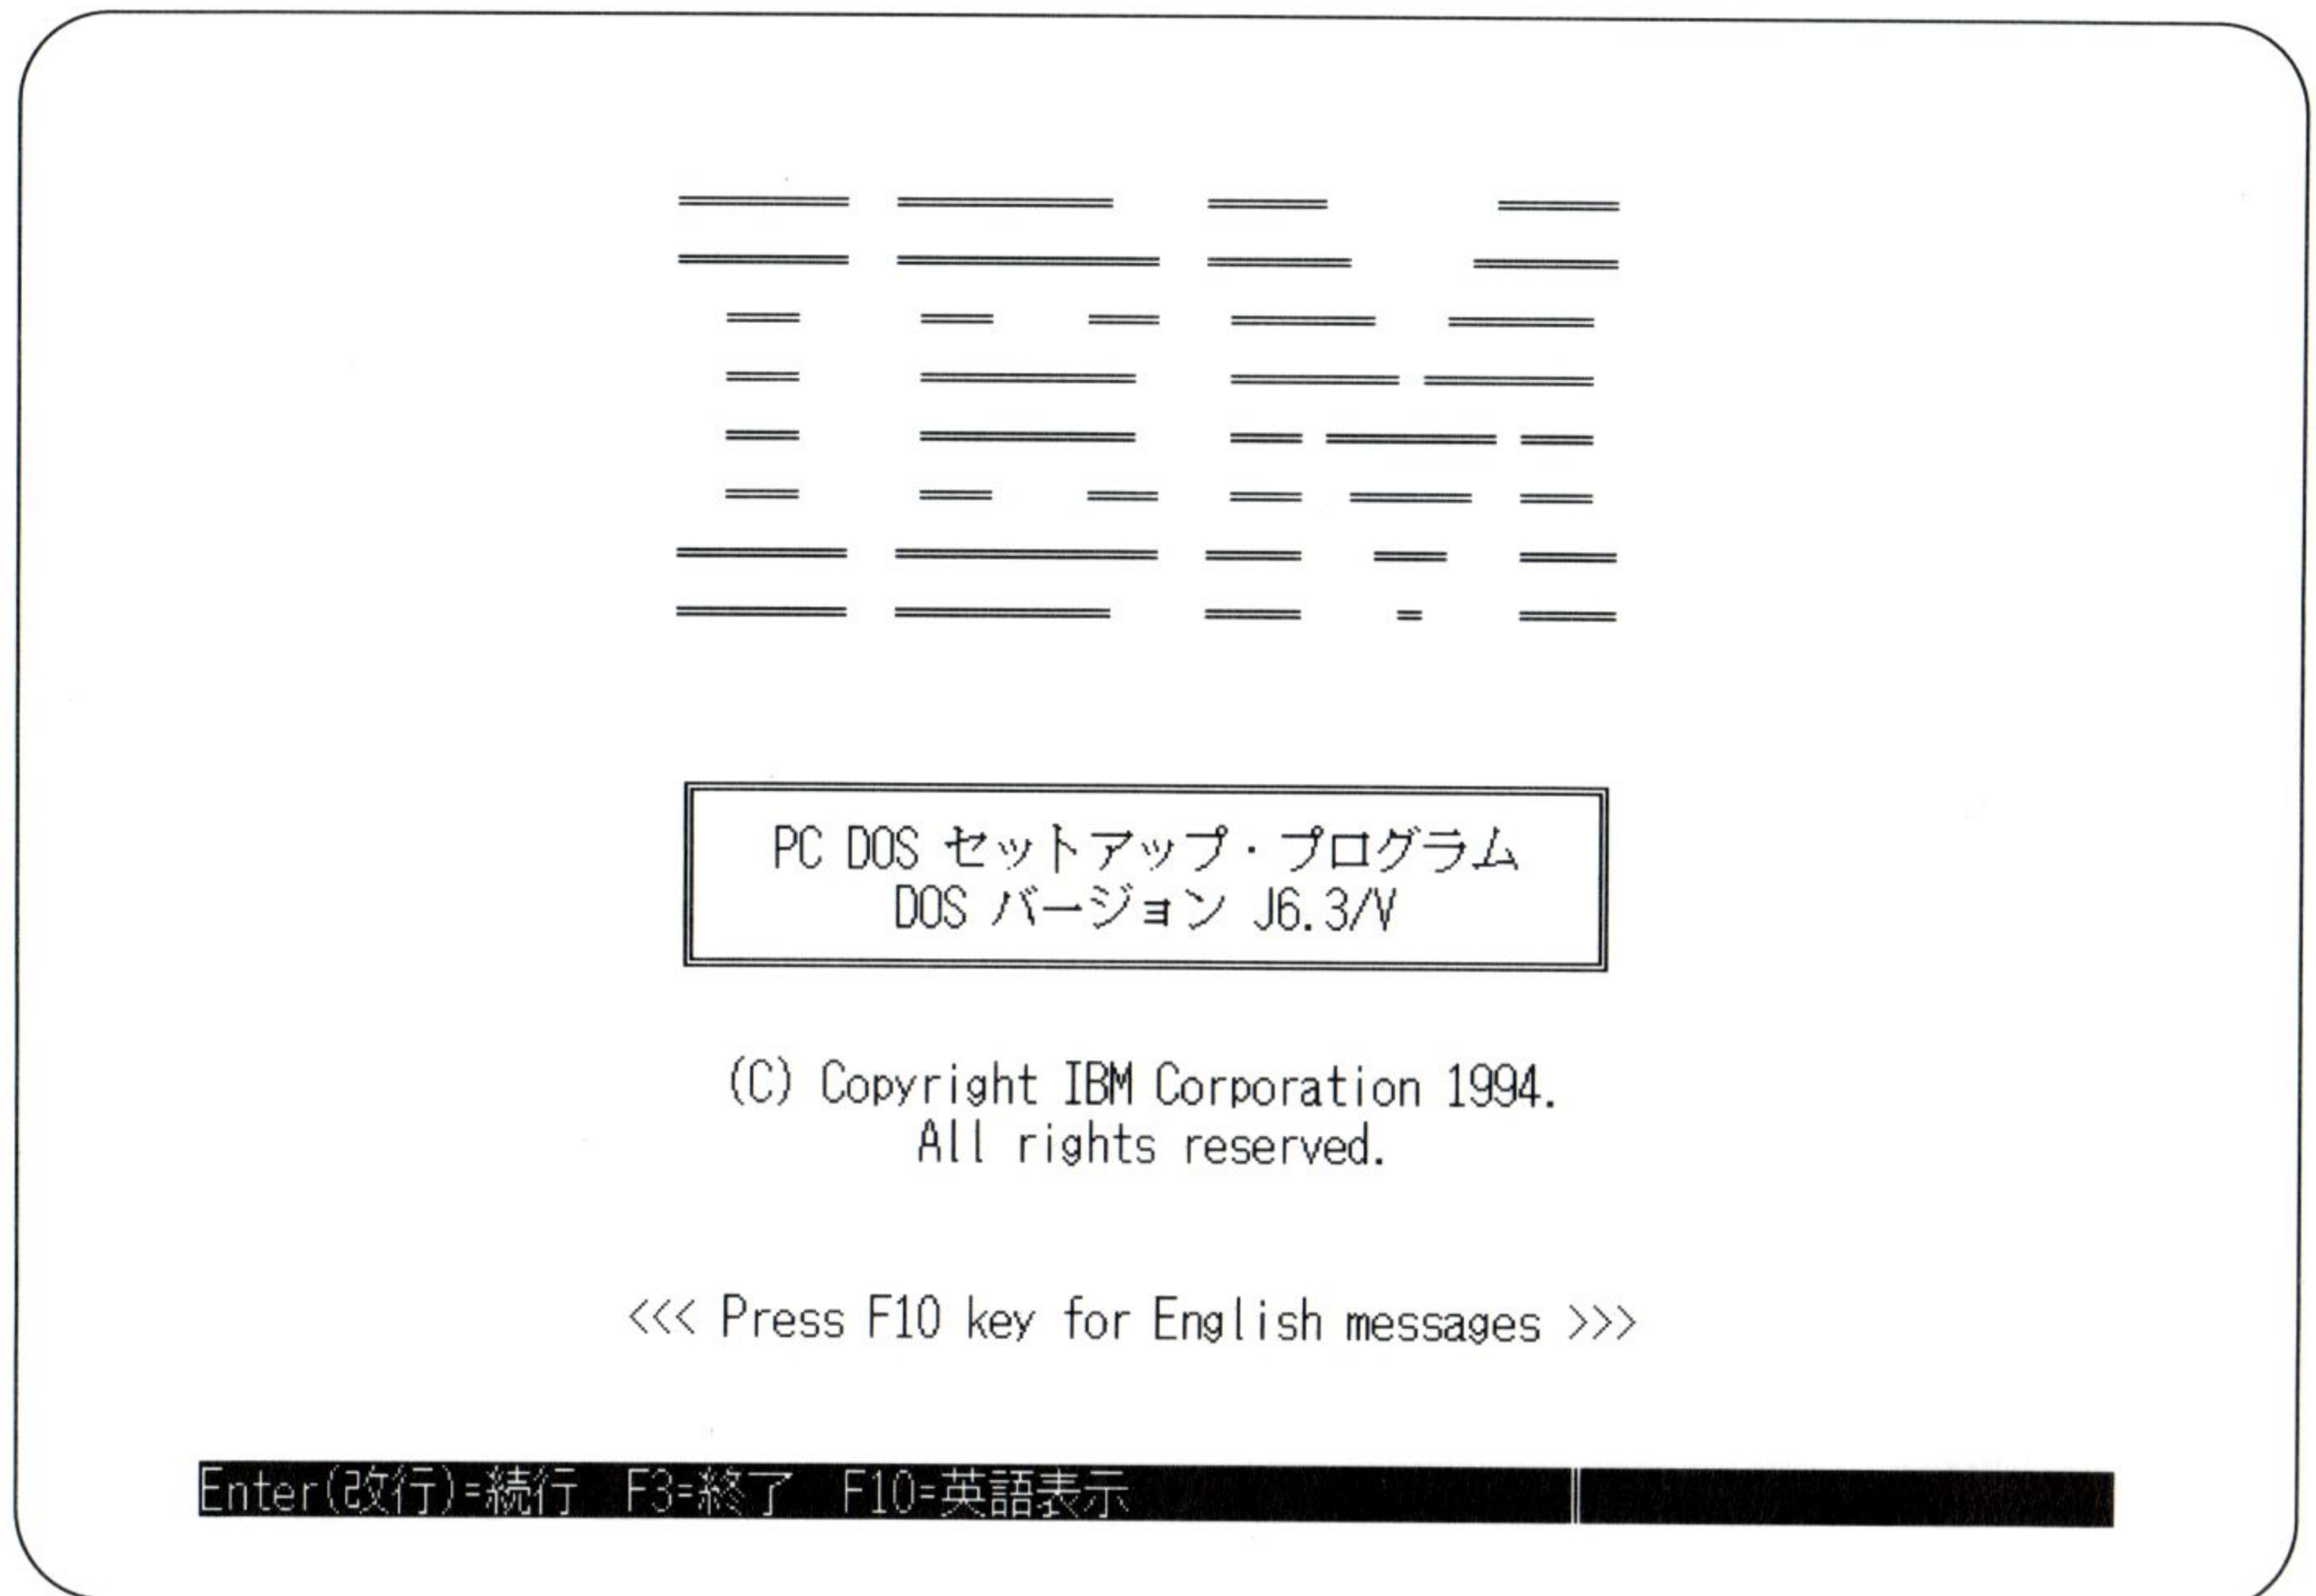 IBM
PC DOS セットアップ・プログラム
DOS バージョン J6.3/V
(C) Copyright IBM Corporation 1994.
All rights reserved.
<<< Press F10 key for English messages >>>
Enter(改行)=続行 F3=終了 F10=英語表示